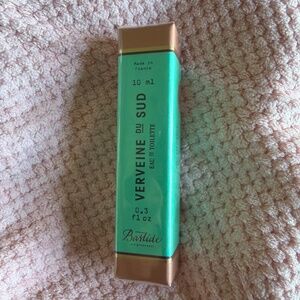 Made in
France
10 ml
VERVEINE DU SUD
EAU DE TOILETTE
0.3
fl oz
Bastide